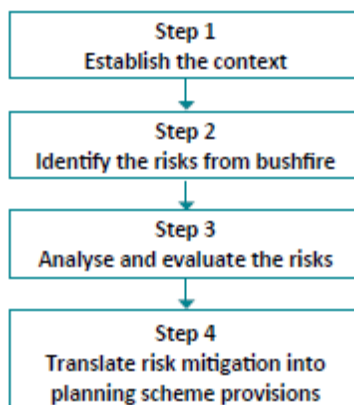 Step 1
Establish the context
Step 2
Identify the risks from bushfire
Step 3
Analyse and evaluate the risks
Step 4
Translate risk mitigation into
planning scheme provisions